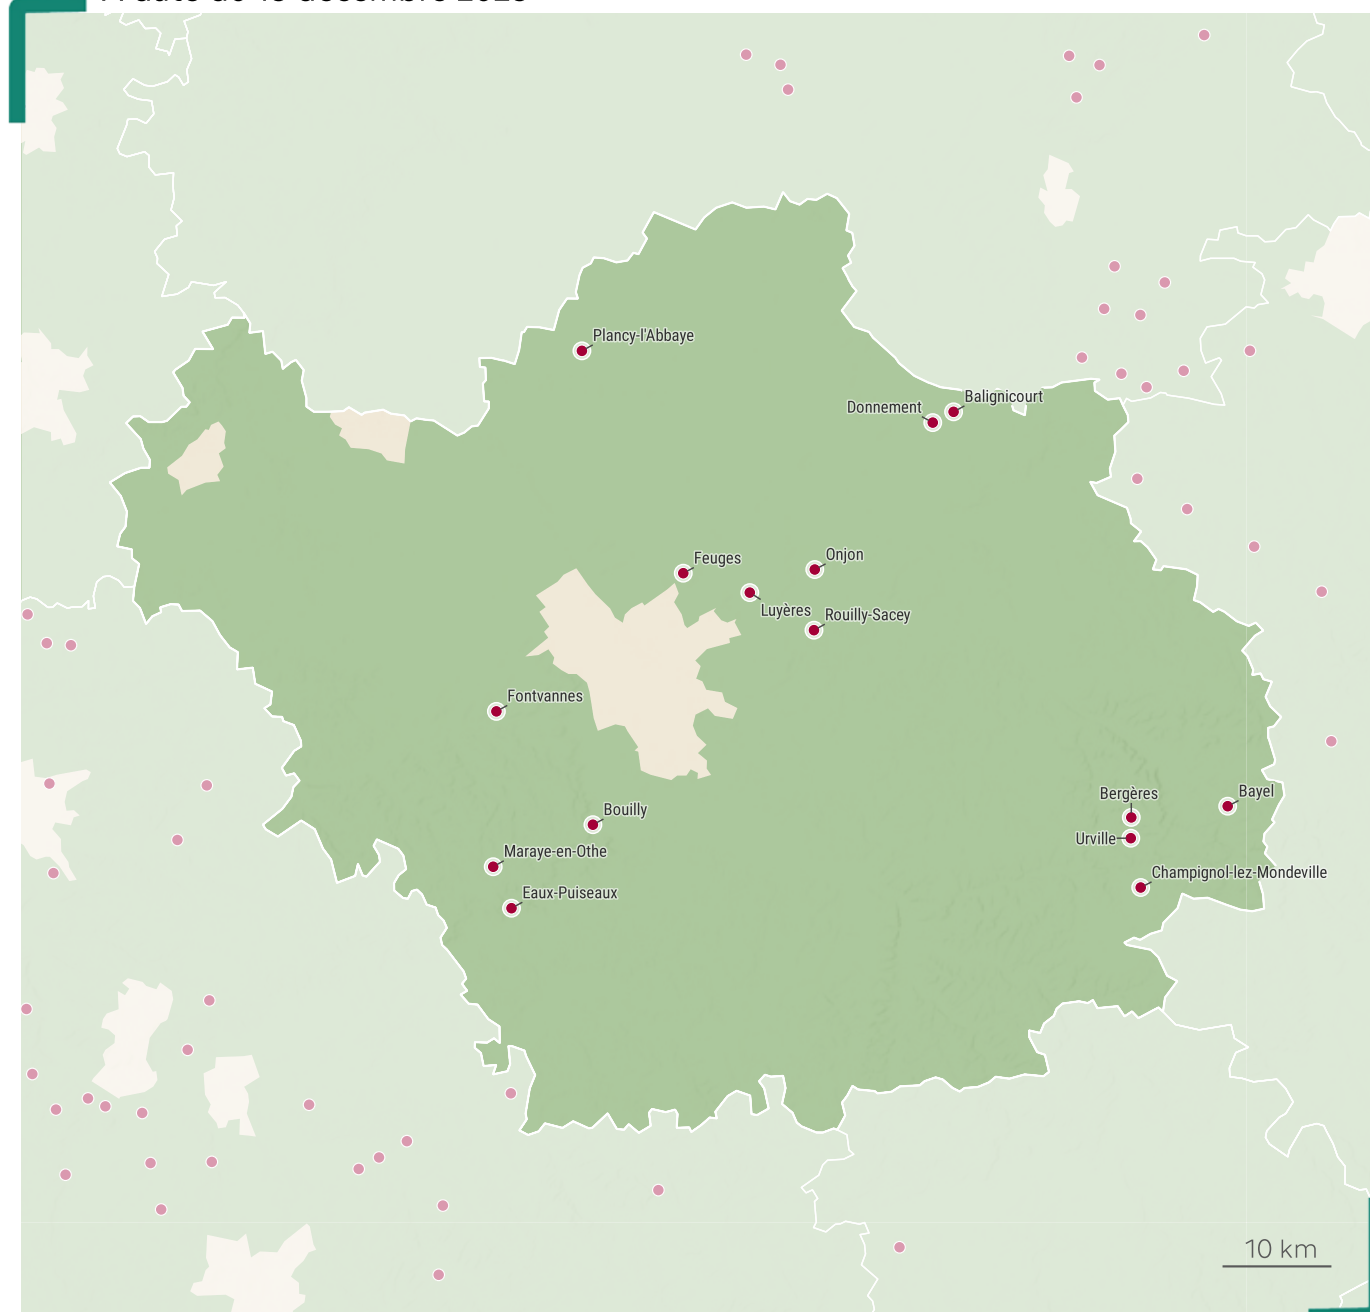 Plancy-l'Abbaye
Balignicourt
Donnement
Onjon
Feuges
Luyères
Rouilly-Sacey
Fontvannes
Bergères
Bayel
Bouilly
Urville
Maraye-en-Othe
Champignol-lez-Mondeville
Eaux-Puiseaux
10 km